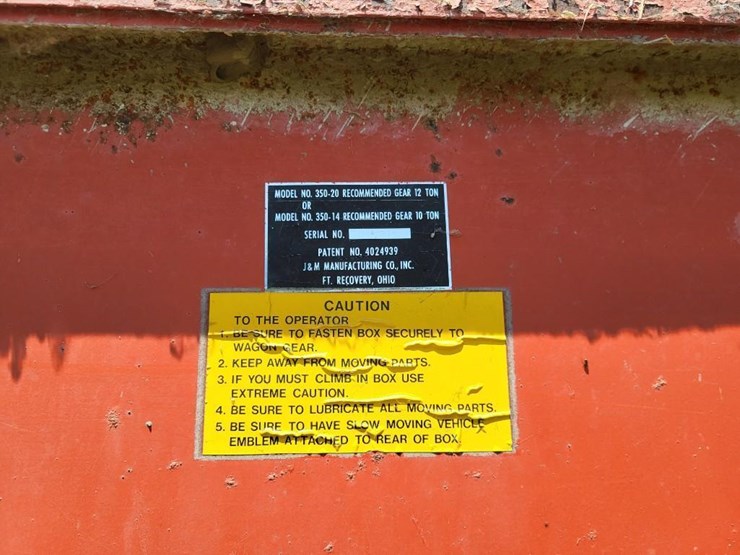 MODEL NO. 350-20 RECOMMENDED GEAR 12 TON
OR
MODEL NO. 350-14 RECOMMENDED GEAR 10 TON
SERIAL NO.
PATENT NO. 4024939
J & M MANUFACTURING CO., INC.
FT. RECOVERY, OHIO
CAUTION
TO THE OPERATOR
1. BE SURE TO FASTEN BOX SECURELY TO
WAGON GEAR.
2. KEEP AWAY FROM MOVING PARTS.
3. IF YOU MUST CLIMB IN BOX USE
EXTREME CAUTION.
4. BE SURE TO LUBRICATE ALL MOVING PARTS.
5. BE SURE TO HAVE SLOW MOVING VEHICLE
EMBLEM ATTACHED TO REAR OF BOX.